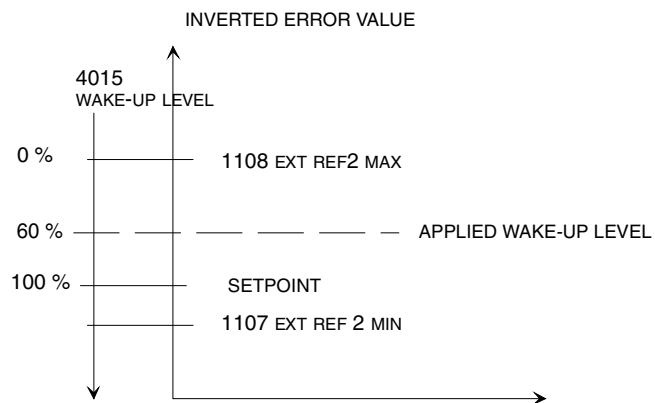 INVERTED ERROR VALUE
4015
WAKE-UP LEVEL
0 %
1108 EXT REF2 MAX
60 %
APPLIED WAKE-UP LEVEL
100 %
SETPOINT
1107 EXT REF 2 MIN